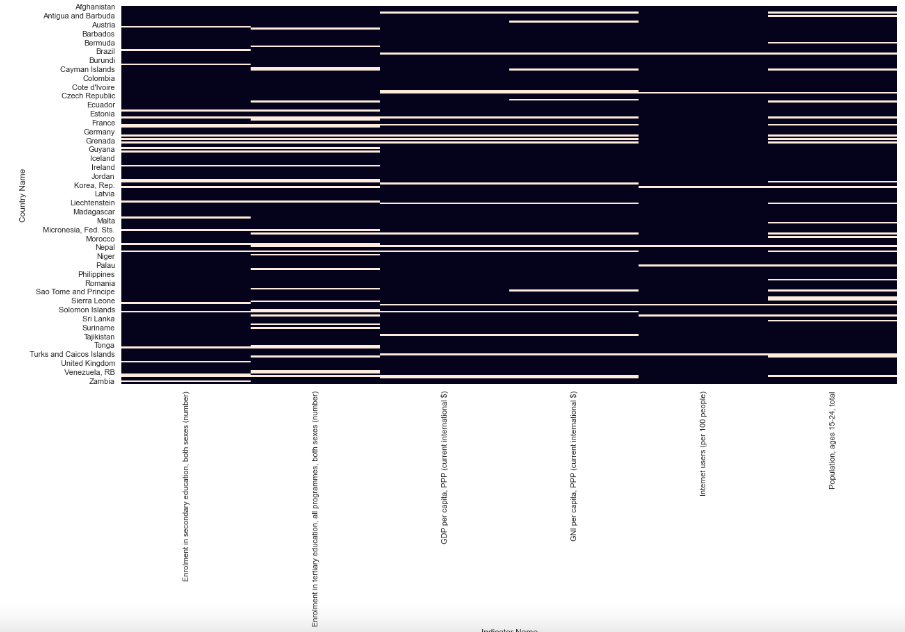 Afghanistan
Antigua and Barbuda
Austria
Barbados
Bermuda
Brazil
Burundi
Cayman Islands
Colombia
Cote d'Ivoire
Czech Republic
Ecuador
Estonia
France
Germany
Grenada
Guyana
Iceland
Ireland
Jordan
Korea, Rep.
Latvia
Liechtenstein
Madagascar
Malta
Micronesia, Fed. Sts.
Morocco
Nepal
Niger
Palau
Philippines
Romania
Sao Tome and Principe
Sierra Leone
Solomon Islands
Sri Lanka
Suriname
Tajikistan
Tonga
Turks and Caicos Islands
United Kingdom
Venezuela, RB
Zambia
Country Name
Enrolment in secondary education, both sexes (number)
Enrolment in tertiary education, all programmes, both sexes (number)
GDP per capita, PPP (current international $)
GNI per capita, PPP (current international $)
Internet users (per 100 people)
Population, ages 15-24, total
Indicator Name